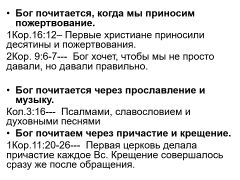 • Бог почитается, когда мы приносим
пожертвование.
1Кор.16:12– Первые христиане приносили
десятины и пожертвования.
2Кор. 9:6-7--- Бог хочет, чтобы мы не просто
давали, но давали правильно.
• Бог почитается через прославление и
музыку.
Кол.3:16--- Псалмами, славословием и
духовными песнями
• Бог почитаем через причастие и крещение.
1Кор.11:20-26--- Первая церковь делала
причастие каждое Вс. Крещение совершалось
сразу же после обращения.